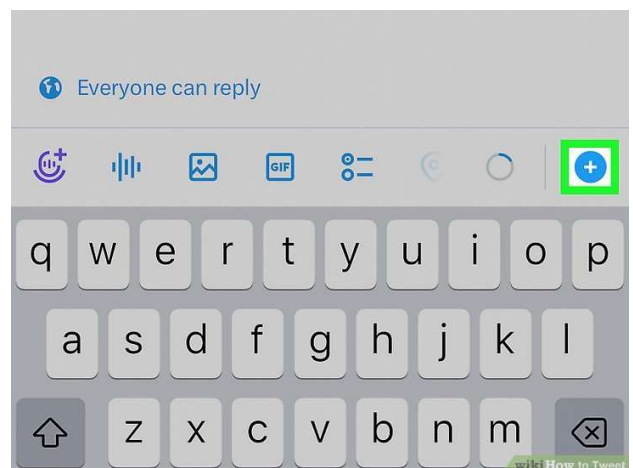 Everyone can reply
GIF
q w e r t y u i o p
a s d f g h j k l
z x c v b n m
wikiHow to Tweet